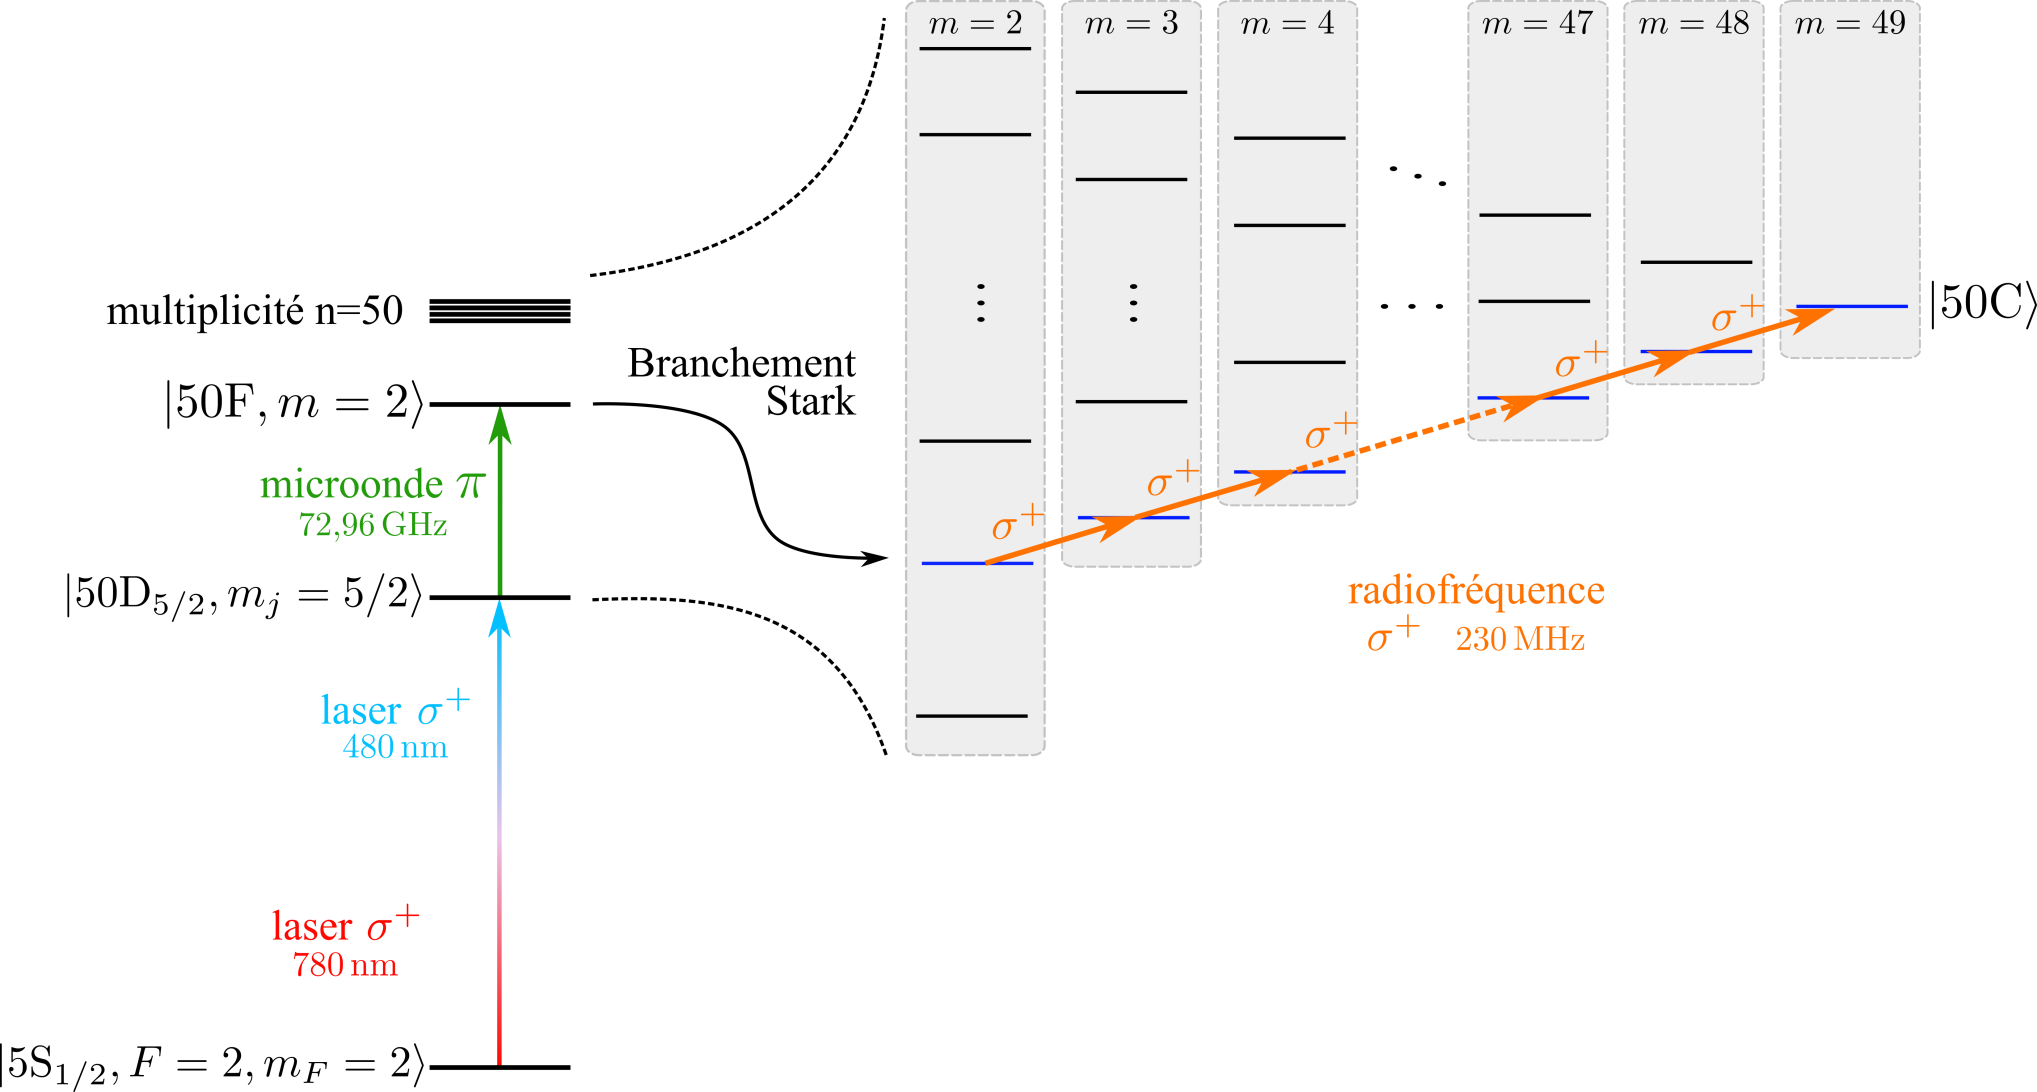 m = 2
m = 3
m = 4
m = 47
m = 48
m = 49
multiplicité n=50
|50C⟩
σ⁺
σ⁺
Branchement
Stark
|50F, m = 2⟩
σ⁺
σ⁺
σ⁺
microonde π
72,96 GHz
|50D₅/₂, mⱼ = 5/2⟩
radiofréquence
σ⁺ 230 MHz
laser σ⁺
480 nm
laser σ⁺
780 nm
|5S₁/₂, F = 2, m_F = 2⟩